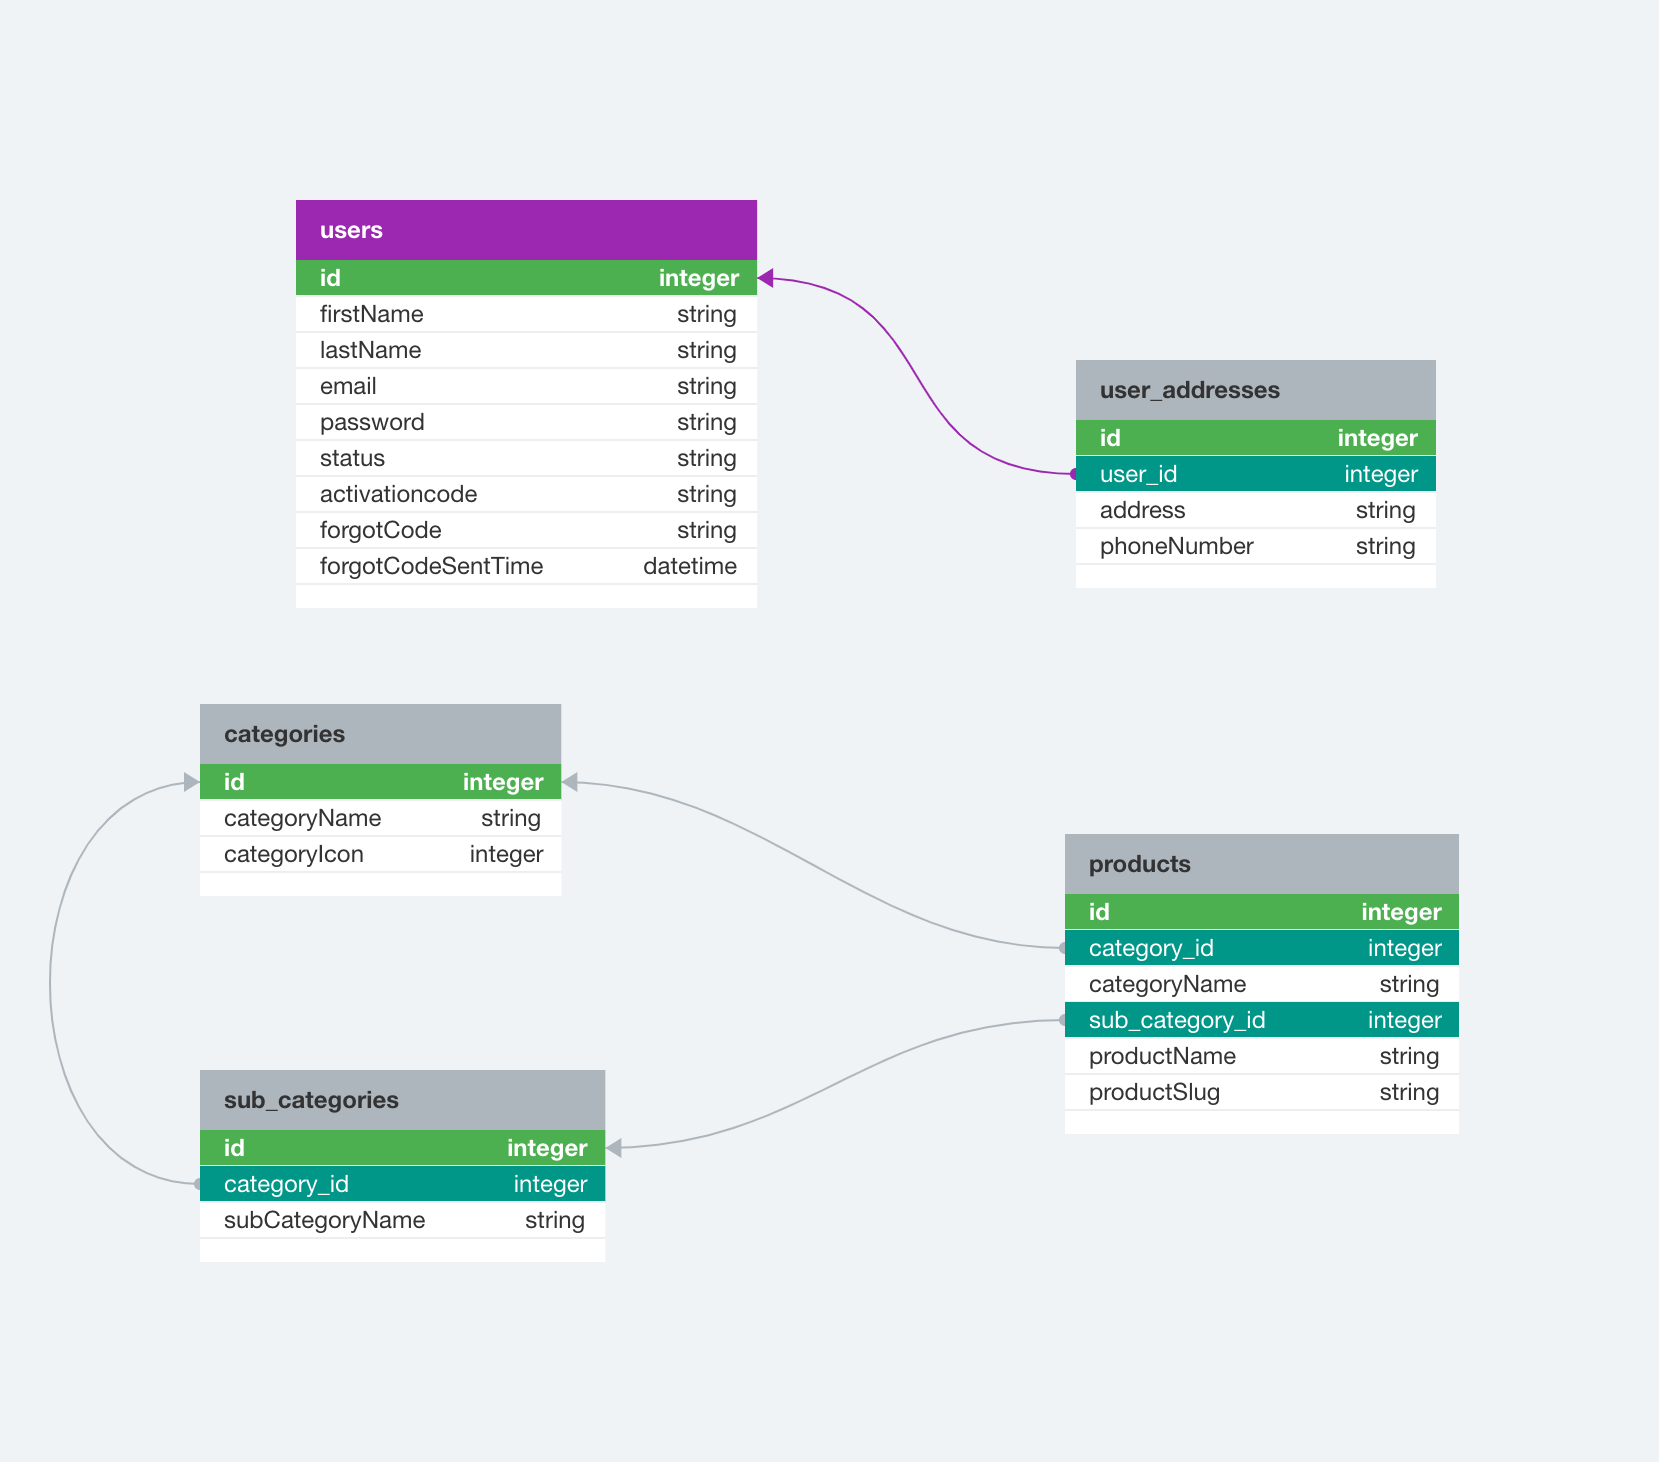 users
id integer
firstName string
lastName string
email string
password string
status string
activationcode string
forgotCode string
forgotCodeSentTime datetime
user_addresses
id integer
user_id integer
address string
phoneNumber string
categories
id integer
categoryName string
categoryIcon integer
products
id integer
category_id integer
categoryName string
sub_category_id integer
productName string
productSlug string
sub_categories
id integer
category_id integer
subCategoryName string